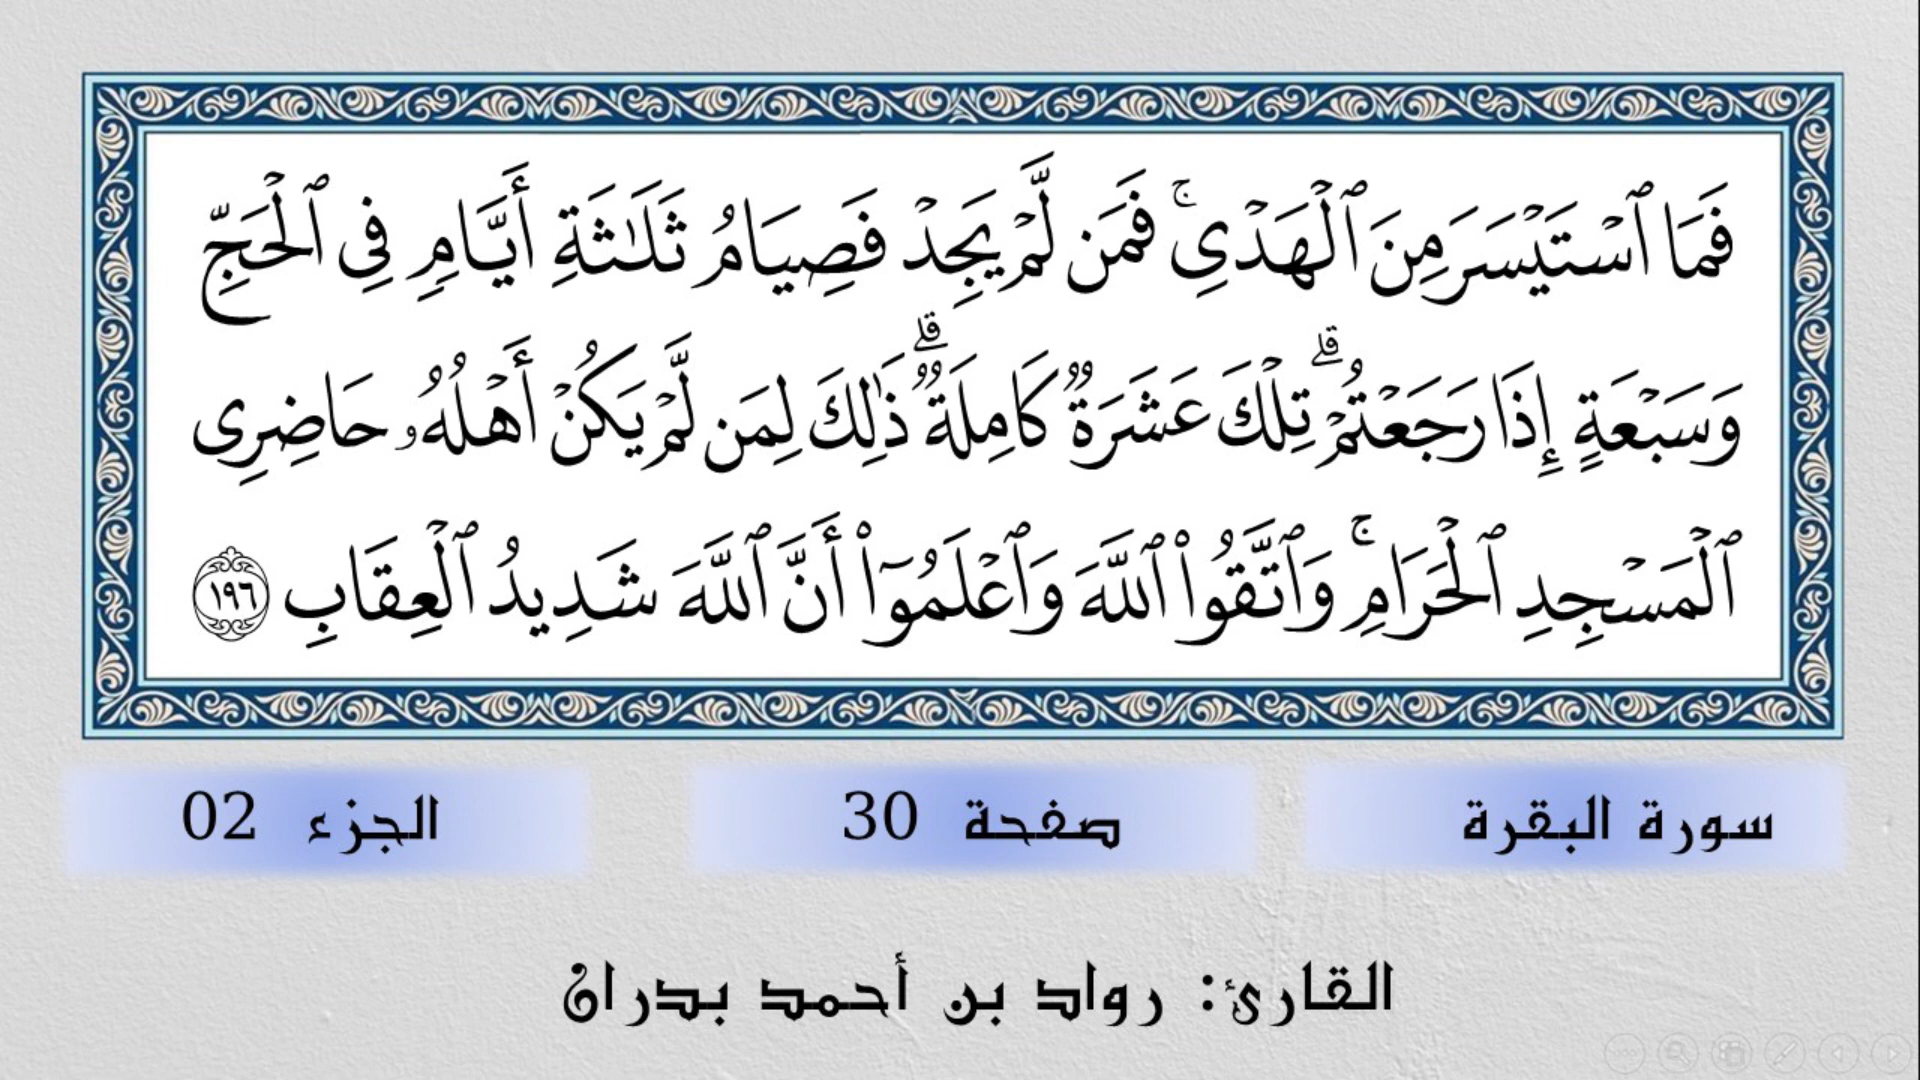 فَمَا ٱسْتَيْسَرَ مِنَ ٱلْهَدْىِ ۚ فَمَن لَّمْ يَجِدْ فَصِيَامُ ثَلَـٰثَةِ أَيَّامٍ فِى ٱلْحَجِّ
وَسَبْعَةٍ إِذَا رَجَعْتُمْ ۗ تِلْكَ عَشَرَةٌ كَامِلَةٌ ۗ ذَٰلِكَ لِمَن لَّمْ يَكُنْ أَهْلُهُۥ حَاضِرِى
ٱلْمَسْجِدِ ٱلْحَرَامِ ۚ وَٱتَّقُوا۟ ٱللَّهَ وَٱعْلَمُوٓا۟ أَنَّ ٱللَّهَ شَدِيدُ ٱلْعِقَابِ ١٩٦
سورة البقرة صفحة 30 الجزء 02
القارئ: رواد بن أحمد بدران